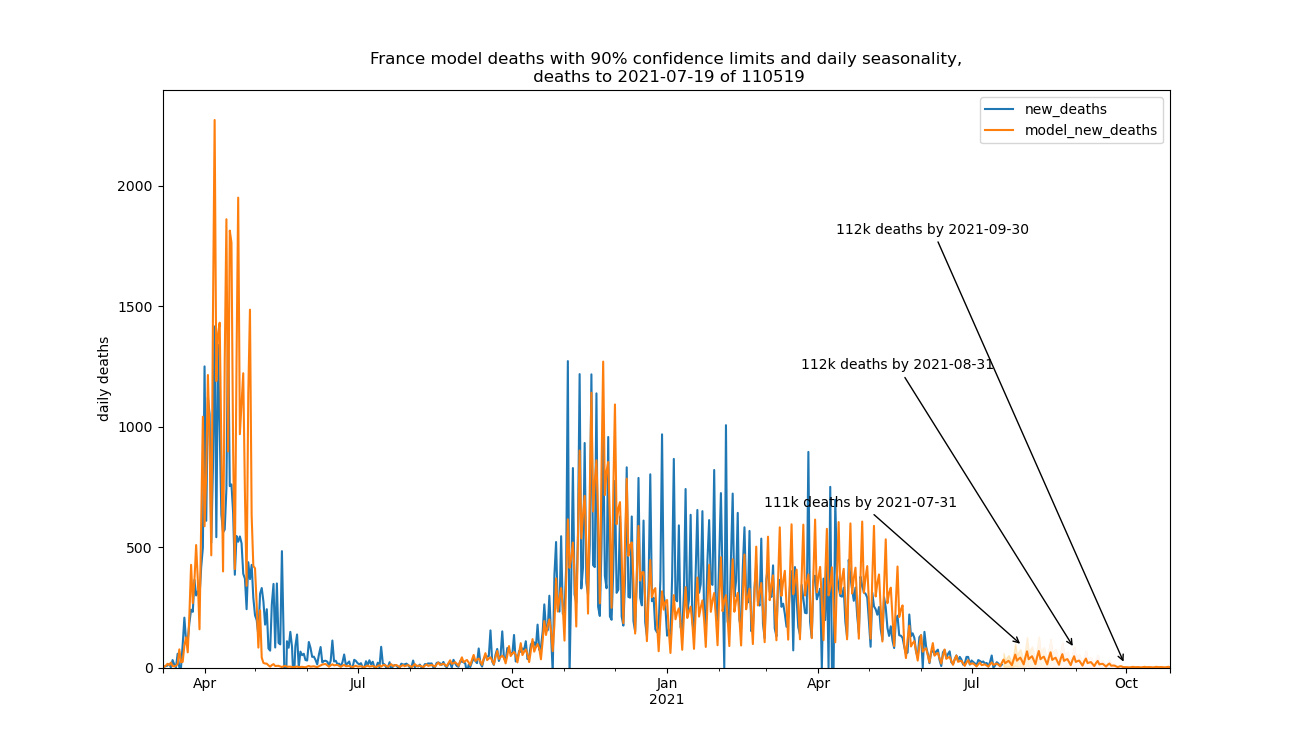 France model deaths with 90% confidence limits and daily seasonality,
deaths to 2021-07-19 of 110519
new_deaths
model_new_deaths
daily deaths
2000
1500
1000
500
0
112k deaths by 2021-09-30
112k deaths by 2021-08-31
111k deaths by 2021-07-31
Apr
Jul
Oct
Jan
2021
Apr
Jul
Oct